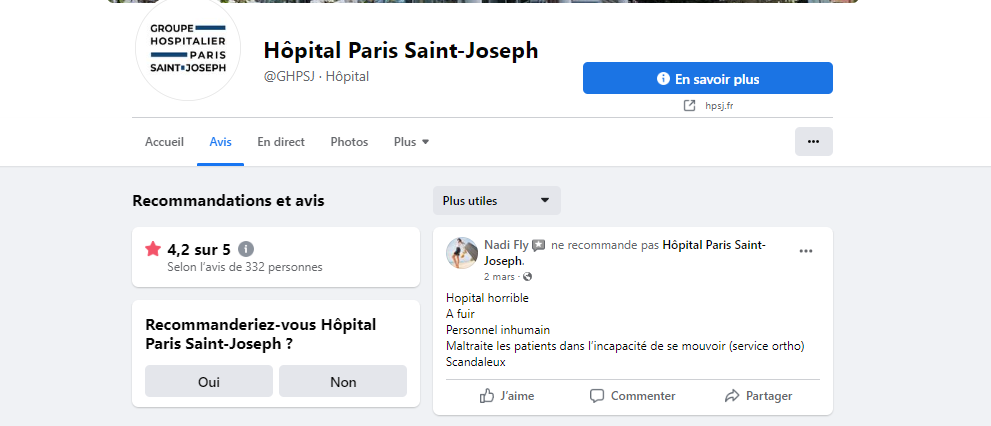 GROUPE
HOSPITALIER
PARIS
SAINT-JOSEPH
Hôpital Paris Saint-Joseph
@GHPSJ · Hôpital
En savoir plus
hpsj.fr
Accueil
Avis
En direct
Photos
Plus
Recommandations et avis
Plus utiles
4,2 sur 5
Selon l'avis de 332 personnes
Recommanderiez-vous Hôpital
Paris Saint-Joseph ?
Oui
Non
Nadi Fly ne recommande pas Hôpital Paris Saint-
Joseph.
2 mars ·
Hopital horrible
A fuir
Personnel inhumain
Maltraite les patients dans l'incapacité de se mouvoir (service ortho)
Scandaleux
J'aime
Commenter
Partager